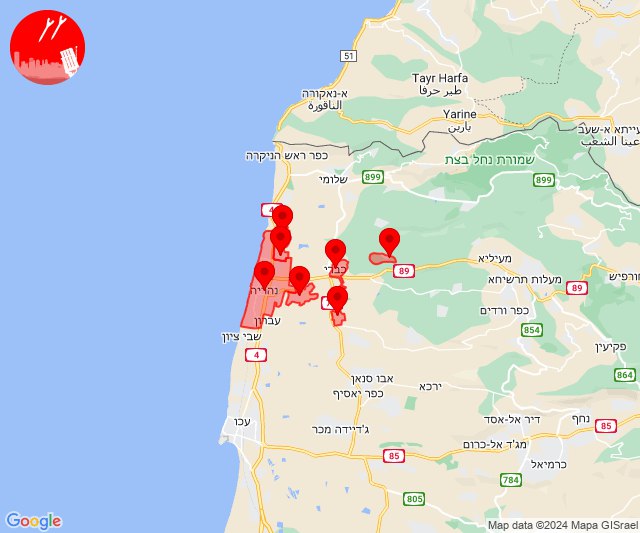 51
Tayr Harfa
طير حرفا
א-נאקורה
الناقورة
Yarine
يارين
עייתא א-שעב
عيتا الشعب
כפר ראש הניקרה
שמורת נחל בצת
שלומי
899
899
4
כברי
מעיליא
89
מעלות תרשיחא
חורפיש
89
נהריה
כפר ורדים
עברון
854
שבי ציון
פקיעין
4
864
אבו סנאן
ירכא
כפר יאסיף
עכו
דיר אל-אסד
נחף
ג'דיידה מכר
85
מג'ד אל-כרום
85
כרמיאל
784
805
Google
Map data ©2024 Mapa GISrael